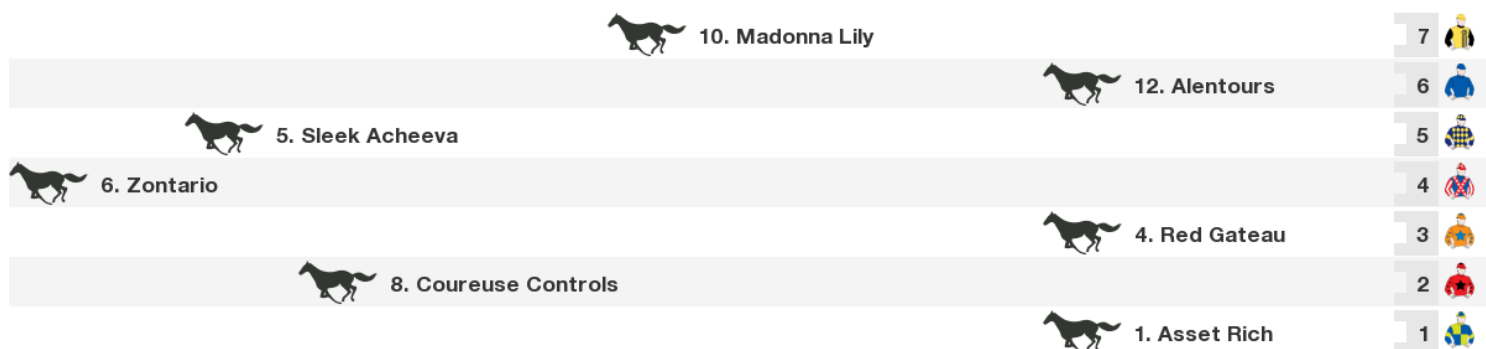 10. Madonna Lily 7
12. Alentours 6
5. Sleek Acheeva 5
6. Zontario 4
4. Red Gateau 3
8. Coureuse Controls 2
1. Asset Rich 1